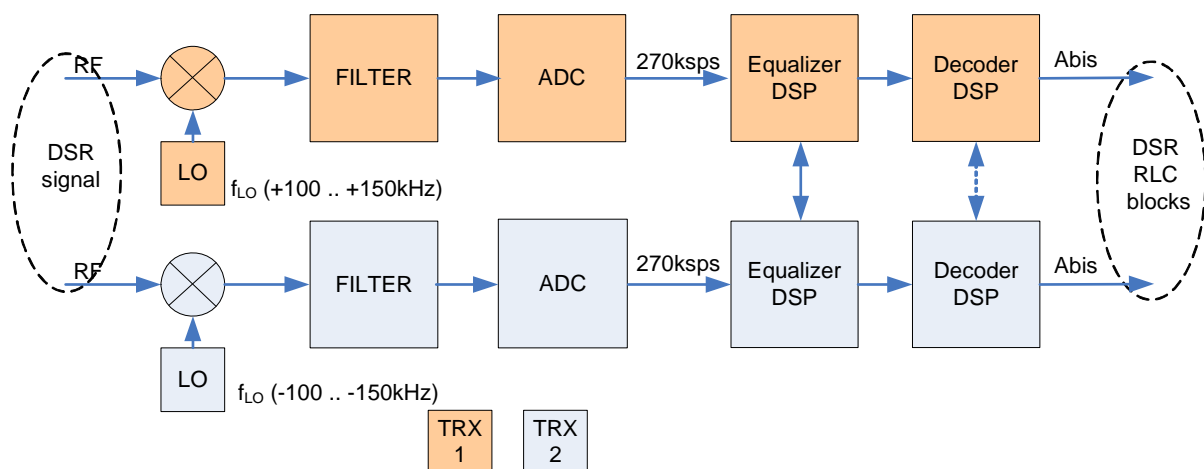 RF
FILTER
ADC
270ksps
Equalizer
DSP
Decoder
DSP
Abis
DSR
signal
LO
fLO (+100 .. +150kHz)
DSR
RLC
blocks
RF
FILTER
ADC
270ksps
Equalizer
DSP
Decoder
DSP
Abis
LO
fLO (-100 .. -150kHz)
TRX
1
TRX
2